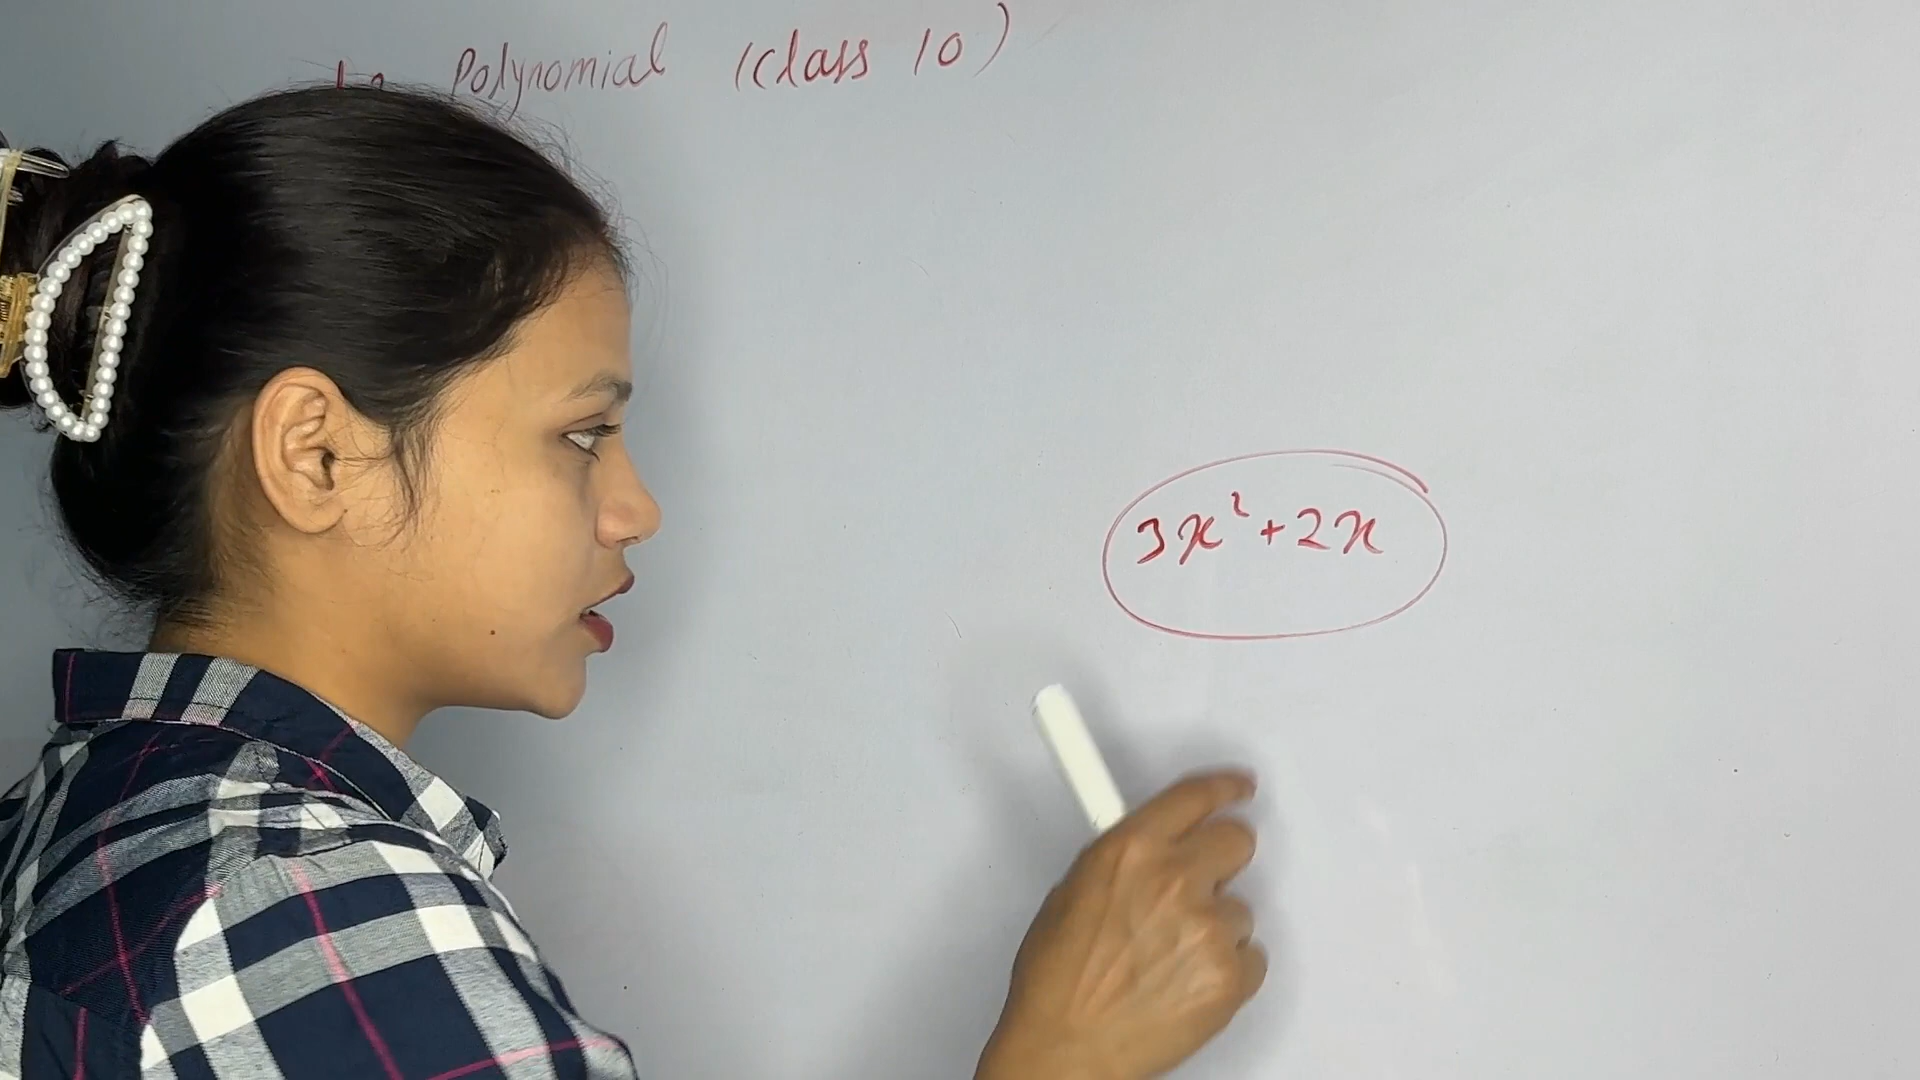 Polynomial (Class 10)
3x² + 2x